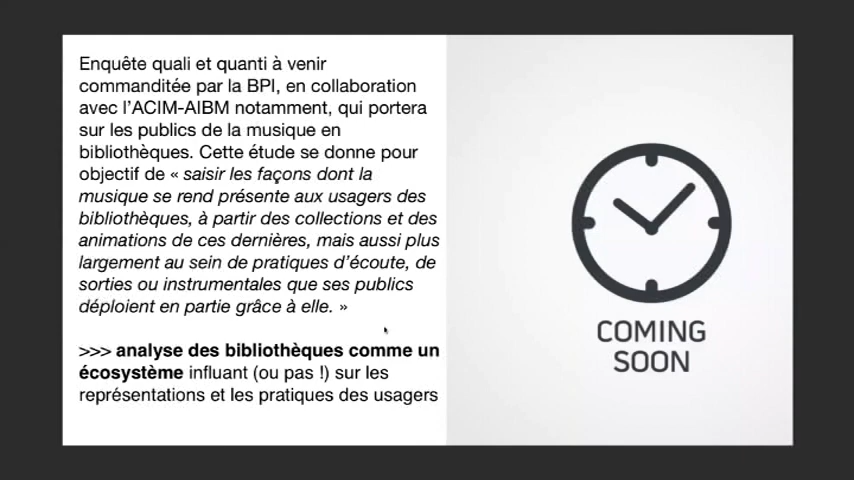 Enquête quali et quanti à venir
commanditée par la BPI, en collaboration
avec l'ACIM-AIBM notamment, qui portera
sur les publics de la musique en
bibliothèques. Cette étude se donne pour
objectif de « saisir les façons dont la
musique se rend présente aux usagers des
bibliothèques, à partir des collections et des
animations de ces dernières, mais aussi plus
largement au sein de pratiques d'écoute, de
sorties ou instrumentales que ses publics
déploient en partie grâce à elle. »
>>> analyse des bibliothèques comme un
écosystème influant (ou pas !) sur les
représentations et les pratiques des usagers
COMING
SOON